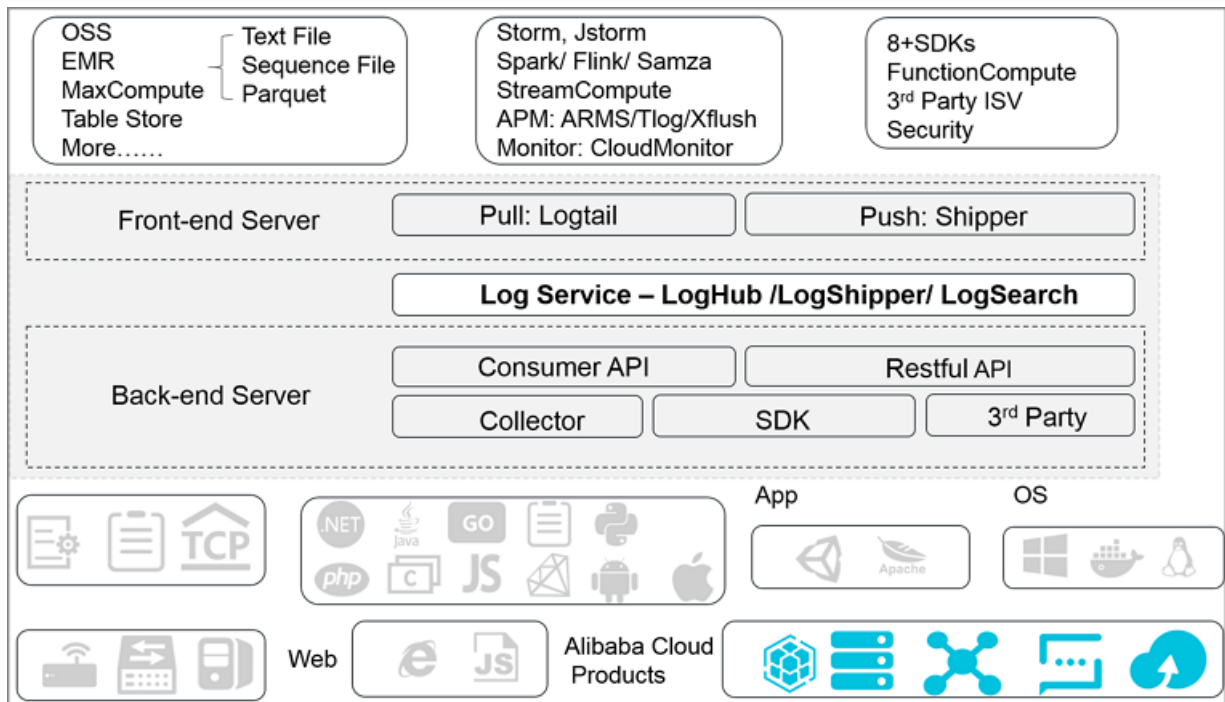 OSS
EMR
MaxCompute
Table Store
More……
Text File
Sequence File
Parquet
Storm, Jstorm
Spark/ Flink/ Samza
StreamCompute
APM: ARMS/Tlog/Xflush
Monitor: CloudMonitor
8+SDKs
FunctionCompute
3rd Party ISV
Security
Front-end Server
Pull: Logtail
Push: Shipper
Log Service – LogHub /LogShipper/ LogSearch
Back-end Server
Consumer API
Restful API
Collector
SDK
3rd Party
TCP
.NET
Java
GO
php
C
JS
App
Apache
OS
Web
JS
Alibaba Cloud
Products